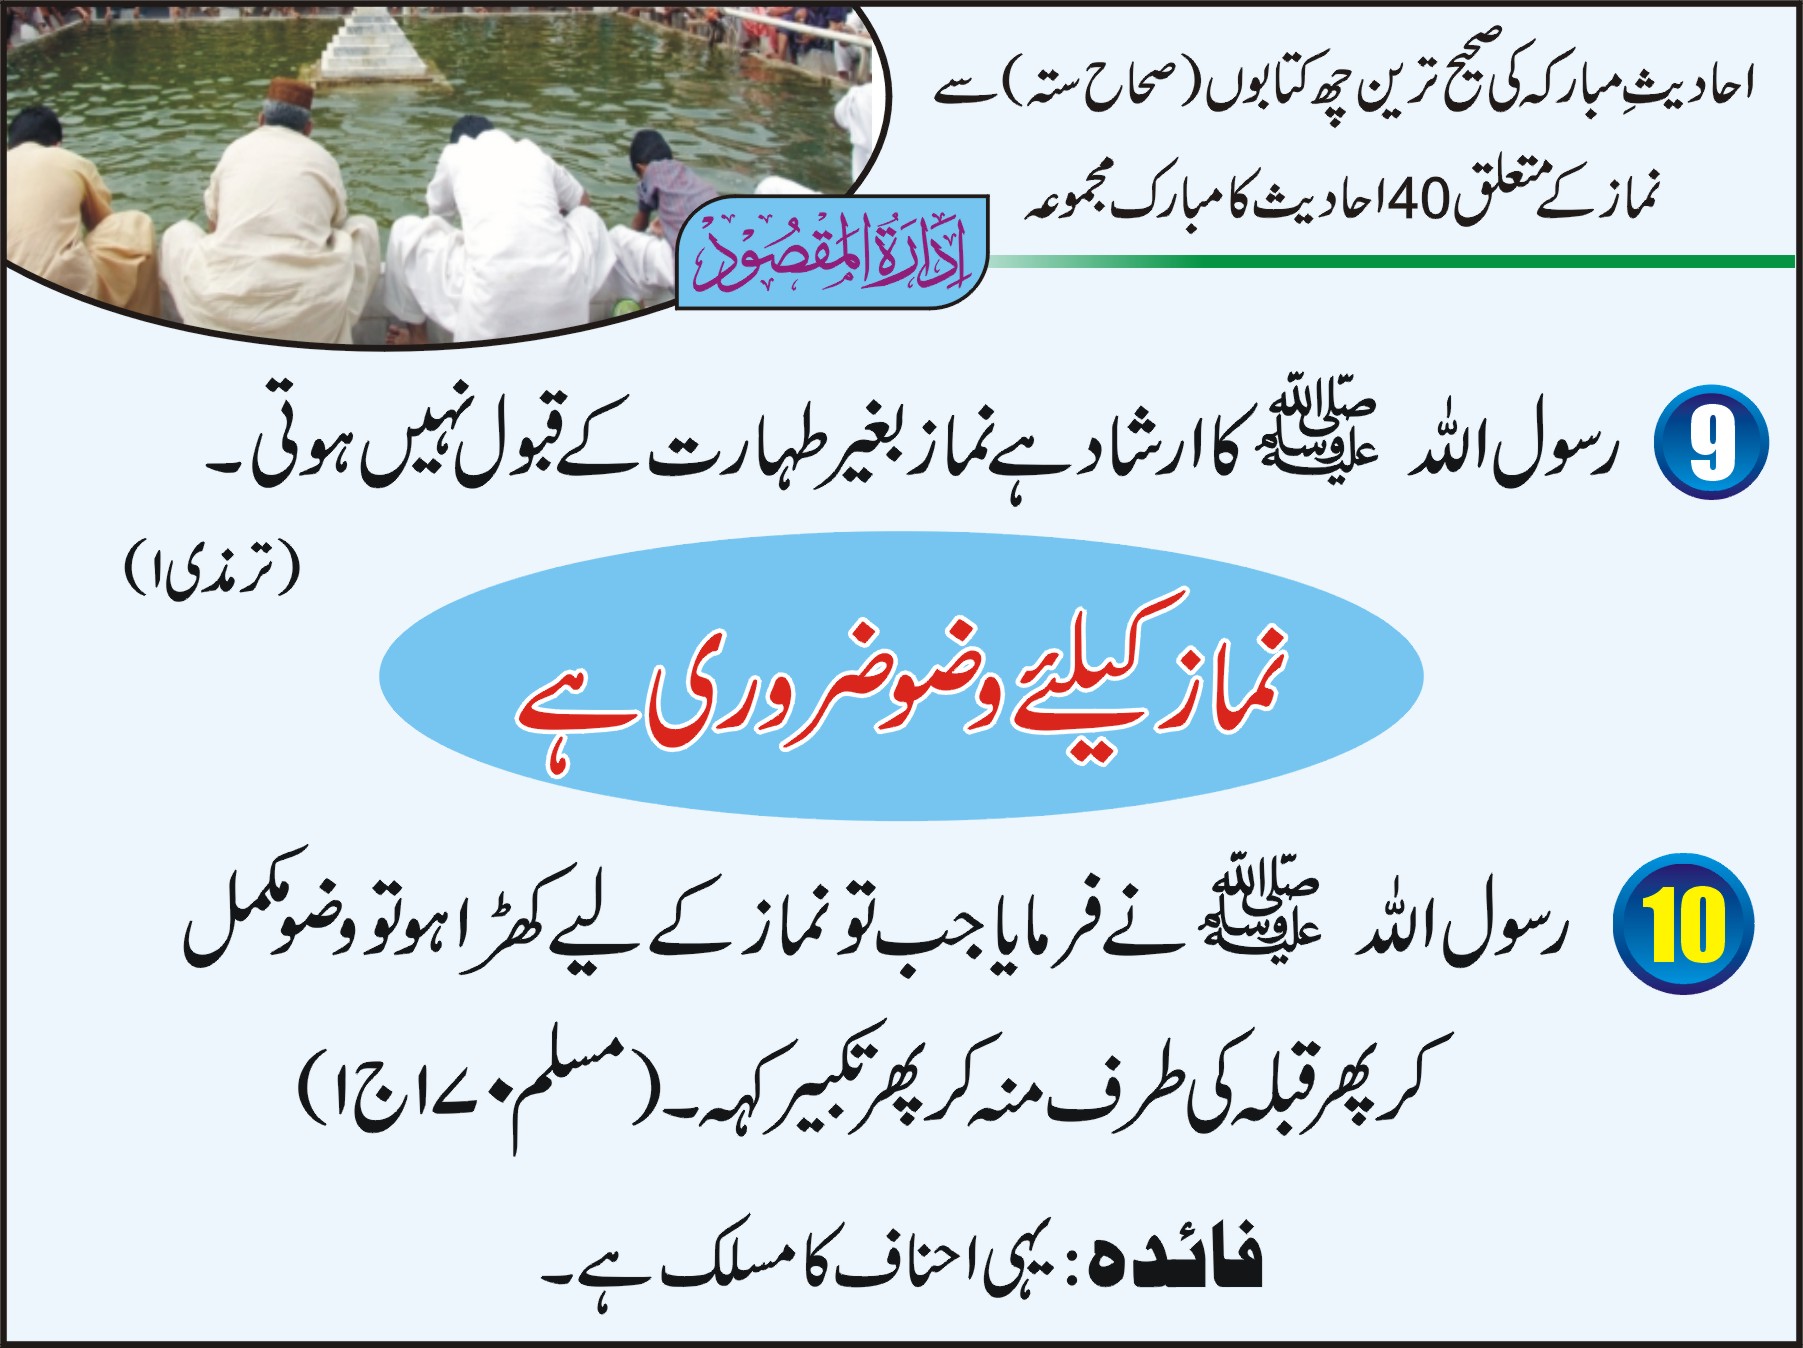 احادیثِ مبارکہ کی صحیح ترین چھ کتابوں (صحاح ستہ) سے
نماز کے متعلق 40 احادیث کا مبارک مجموعہ
اِدَارَۃُ المَقصُود
9 رسول اللہ ﷺ کا ارشاد ہے نماز بغیر طہارت کے قبول نہیں ہوتی۔
(ترمذی ۱)
نماز کیلئے وضو ضروری ہے
10 رسول اللہ ﷺ نے فرمایا جب تو نماز کے لیے کھڑا ہو تو وضو مکمل
کر پھر قبلہ کی طرف منہ کر پھر تکبیر کہہ۔ (مسلم ۱۷۰ ج ۱)
فائدہ: یہی احناف کا مسلک ہے۔